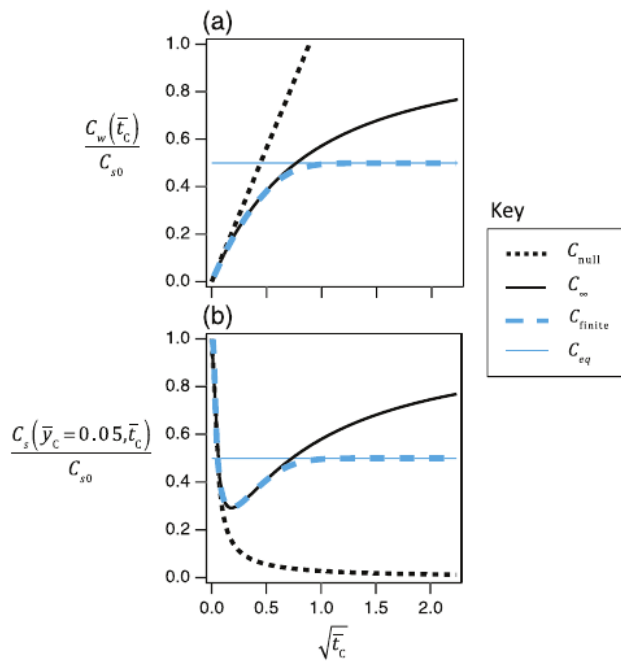 (a)
1.0
0.8
0.6
0.4
0.2
0.0
C_w(t̄_C)
C_s0
(b)
1.0
0.8
0.6
0.4
0.2
0.0
C_s(ȳ_C=0.05,t̄_C)
C_s0
0.0 0.5 1.0 1.5 2.0
√t̄_C
Key
C_null
C_∞
C_finite
C_eq